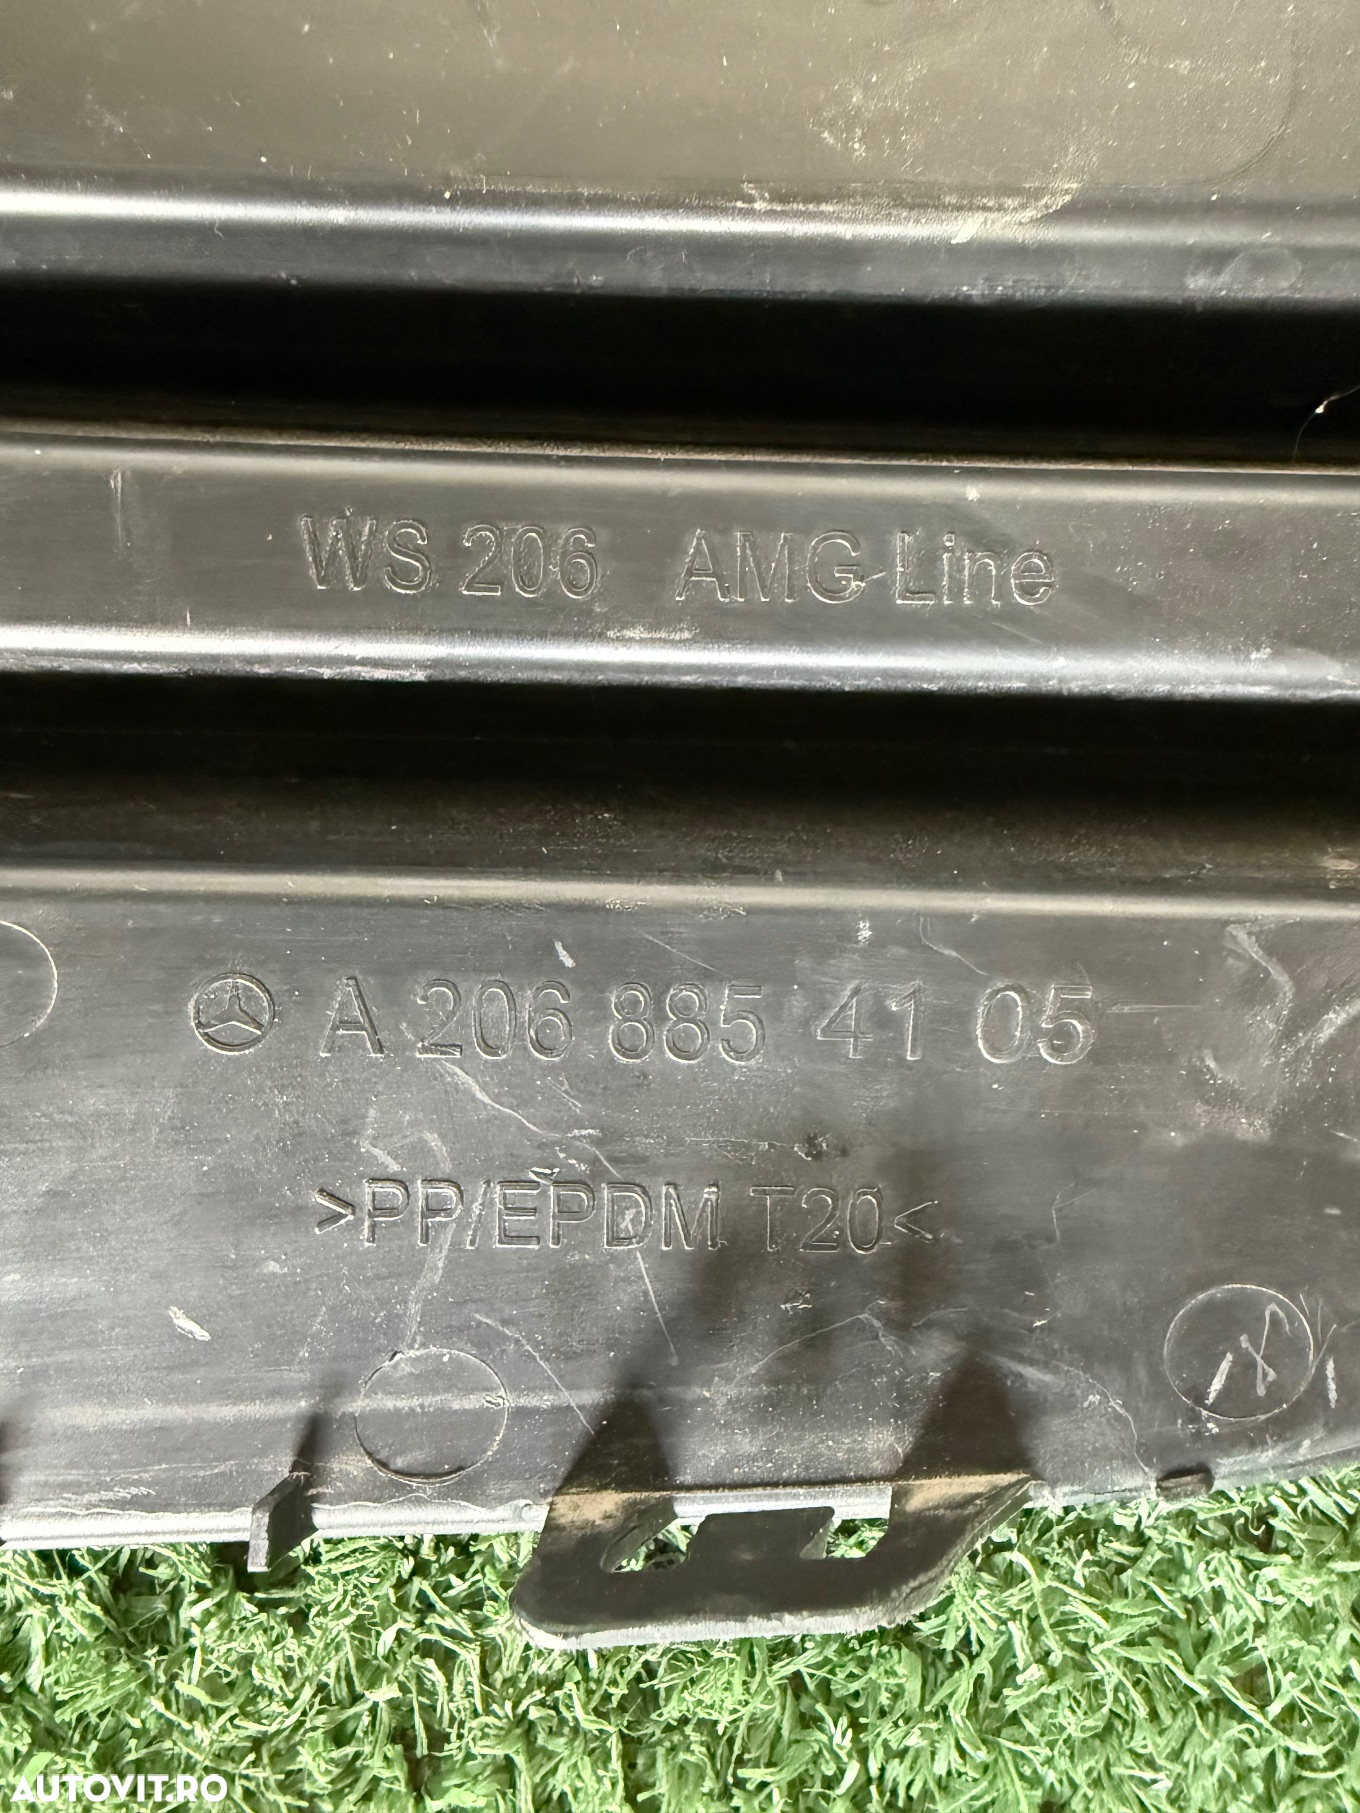 WS 206 AMG Line
A 206 885 41 05
>PP/EPDM T20<
AUTOVIT.RO